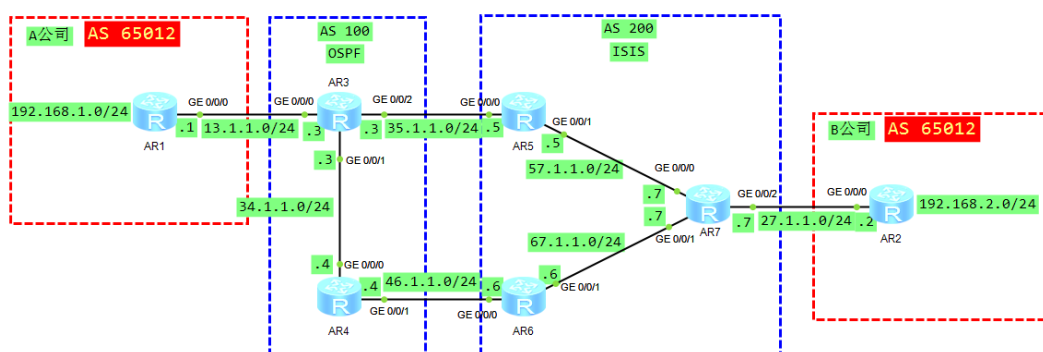 A公司 AS 65012
AS 100
OSPF
AS 200
ISIS
B公司 AS 65012
192.168.1.0/24
AR1
R
GE 0/0/0
.1
13.1.1.0/24
GE 0/0/0
.3
AR3
R
GE 0/0/2
.3
35.1.1.0/24
GE 0/0/0
.5
AR5
R
GE 0/0/1
.5
57.1.1.0/24
GE 0/0/0
.7
.3
GE 0/0/1
34.1.1.0/24
.4
GE 0/0/0
AR4
R
.4
GE 0/0/1
46.1.1.0/24
.6
GE 0/0/0
AR6
R
.6
GE 0/0/1
67.1.1.0/24
.7
GE 0/0/1
AR7
R
GE 0/0/2
.7
27.1.1.0/24
GE 0/0/0
.2
AR2
R
192.168.2.0/24